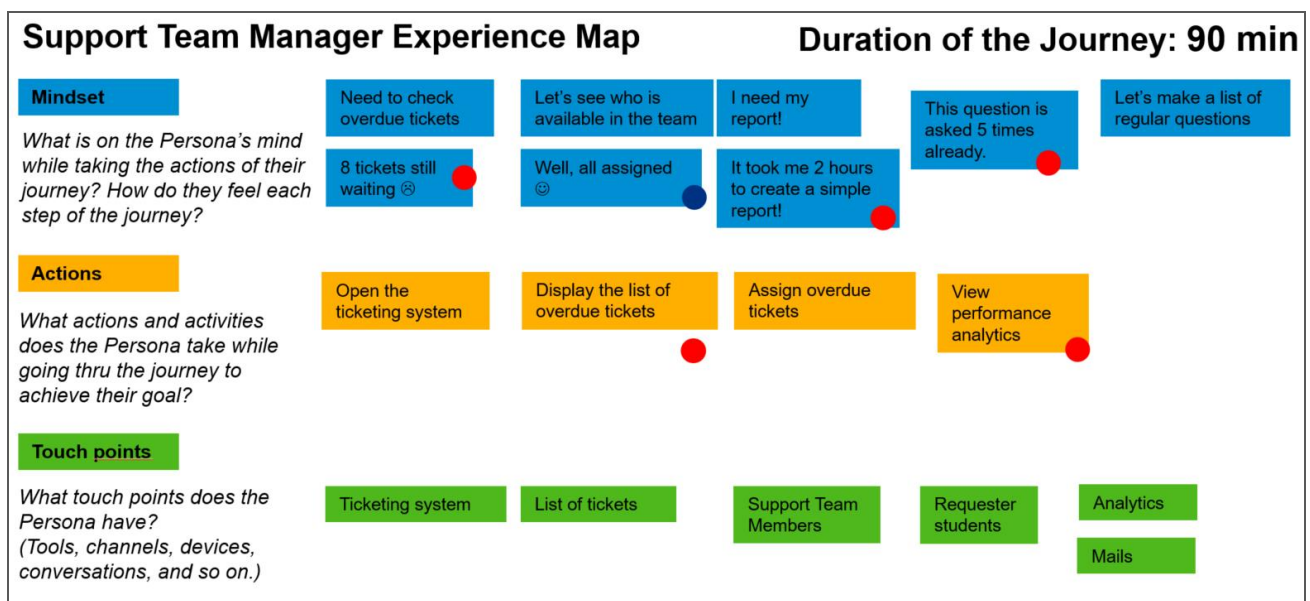 Support Team Manager Experience Map
Duration of the Journey: 90 min
Mindset
What is on the Persona's mind
while taking the actions of their
journey? How do they feel each
step of the journey?
Need to check
overdue tickets
Let's see who is
available in the team
I need my
report!
This question is
asked 5 times
already.
Let's make a list of
regular questions
8 tickets still
waiting ☹
Well, all assigned
☺
It took me 2 hours
to create a simple
report!
Actions
What actions and activities
does the Persona take while
going thru the journey to
achieve their goal?
Open the
ticketing system
Display the list of
overdue tickets
Assign overdue
tickets
View
performance
analytics
Touch points
What touch points does the
Persona have?
(Tools, channels, devices,
conversations, and so on.)
Ticketing system
List of tickets
Support Team
Members
Requester
students
Analytics
Mails